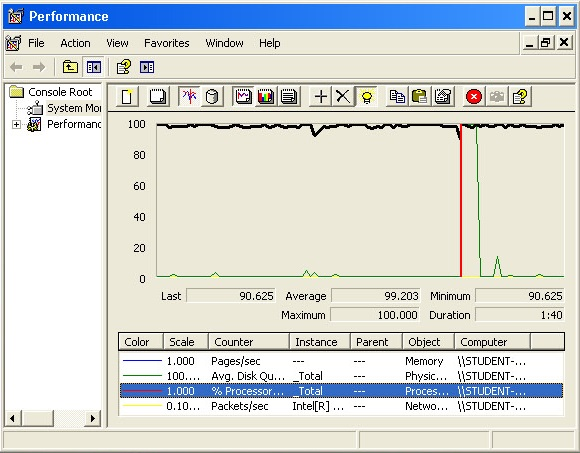 Performance
File Action View Favorites Window Help
Console Root
System Mo
Performanc
100
80
60
40
20
0
Last 90.625 Average 99.203 Minimum 90.625
Maximum 100.000 Duration 1:40
Color Scale Counter Instance Parent Object Computer
1.000 Pages/sec --- --- Memory \\STUDENT-...
100.... Avg. Disk Qu... _Total --- Physic... \\STUDENT-...
1.000 % Processor... _Total --- Proces... \\STUDENT-...
0.10... Packets/sec Intel[R] ... --- Netwo... \\STUDENT-...